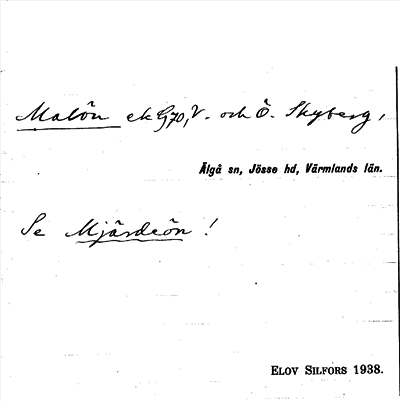 Malön ek G70, V. och Ö. Skyberg,
Älgå sn, Jösse hd, Värmlands län.
Se Mjärdeön!
ELOV SILFORS 1938.